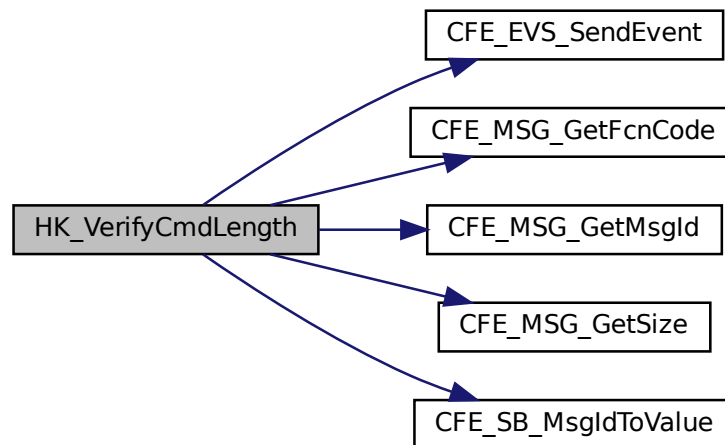 CFE_EVS_SendEvent
CFE_MSG_GetFcnCode
HK_VerifyCmdLength
CFE_MSG_GetMsgId
CFE_MSG_GetSize
CFE_SB_MsgIdToValue